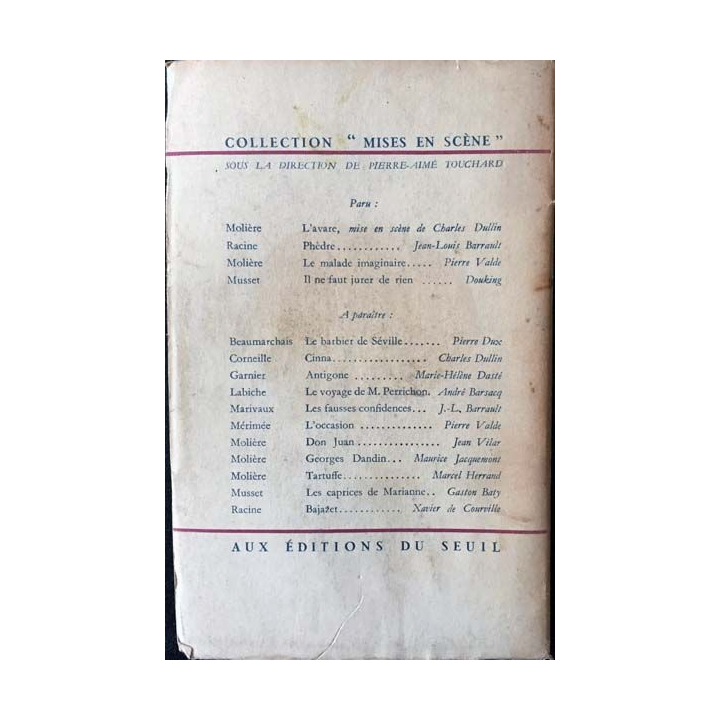 COLLECTION “ MISES EN SCÈNE ”
SOUS LA DIRECTION DE PIERRE-AIMÉ TOUCHARD
Paru :
Molière L'avare, mise en scène de Charles Dullin
Racine Phèdre............ Jean-Louis Barrault
Molière Le malade imaginaire..... Pierre Valde
Musset Il ne faut jurer de rien ...... Douking
A paraître :
Beaumarchais Le barbier de Séville....... Pierre Dux
Corneille Cinna................. Charles Dullin
Garnier Antigone ......... Marie-Hélène Dasté
Labiche Le voyage de M. Perrichon. André Barsacq
Marivaux Les fausses confidences... J.-L. Barrault
Mérimée L'occasion .............. Pierre Valde
Molière Don Juan................ Jean Vilar
Molière Georges Dandin... Maurice Jacquemont
Molière Tartuffe............... Marcel Herrand
Musset Les caprices de Marianne.. Gaston Baty
Racine Bajazet............ Xavier de Courville
AUX ÉDITIONS DU SEUIL